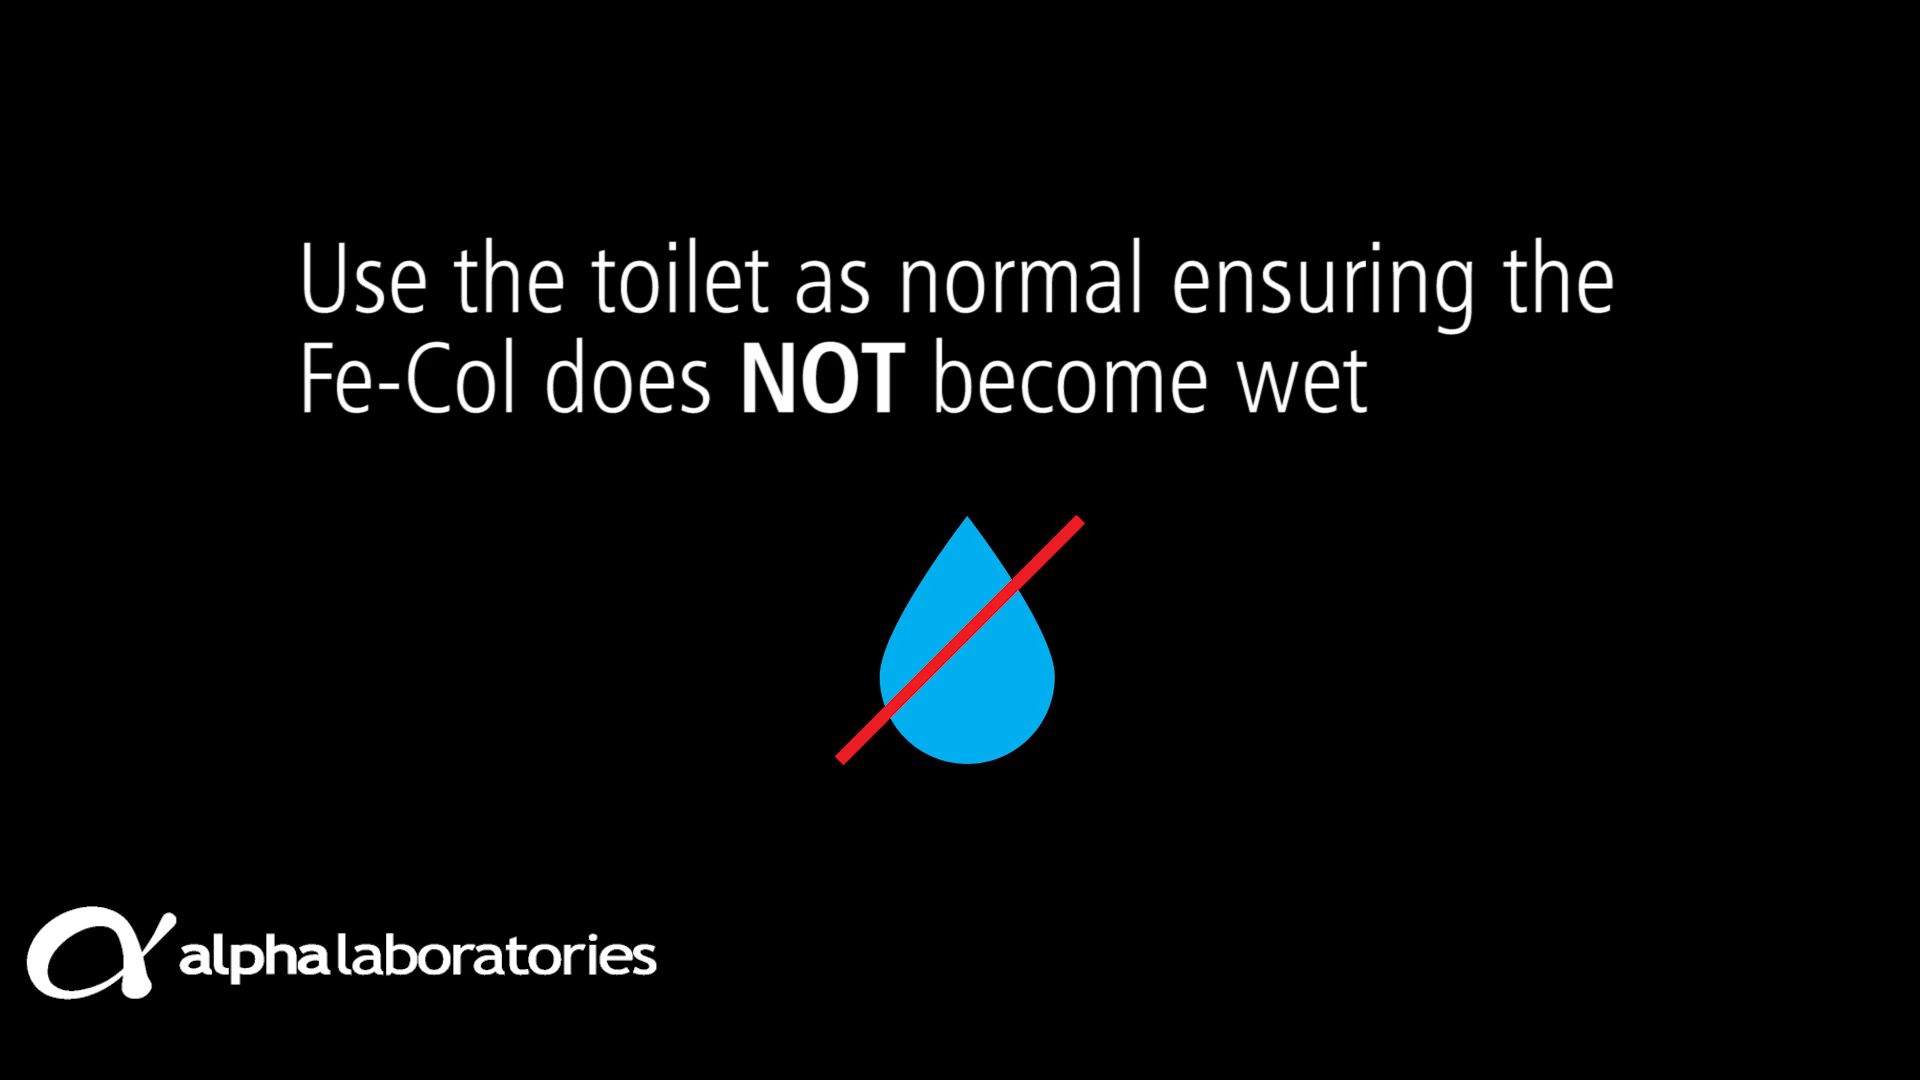 Use the toilet as normal ensuring the
Fe-Col does NOT become wet
alphalaboratories